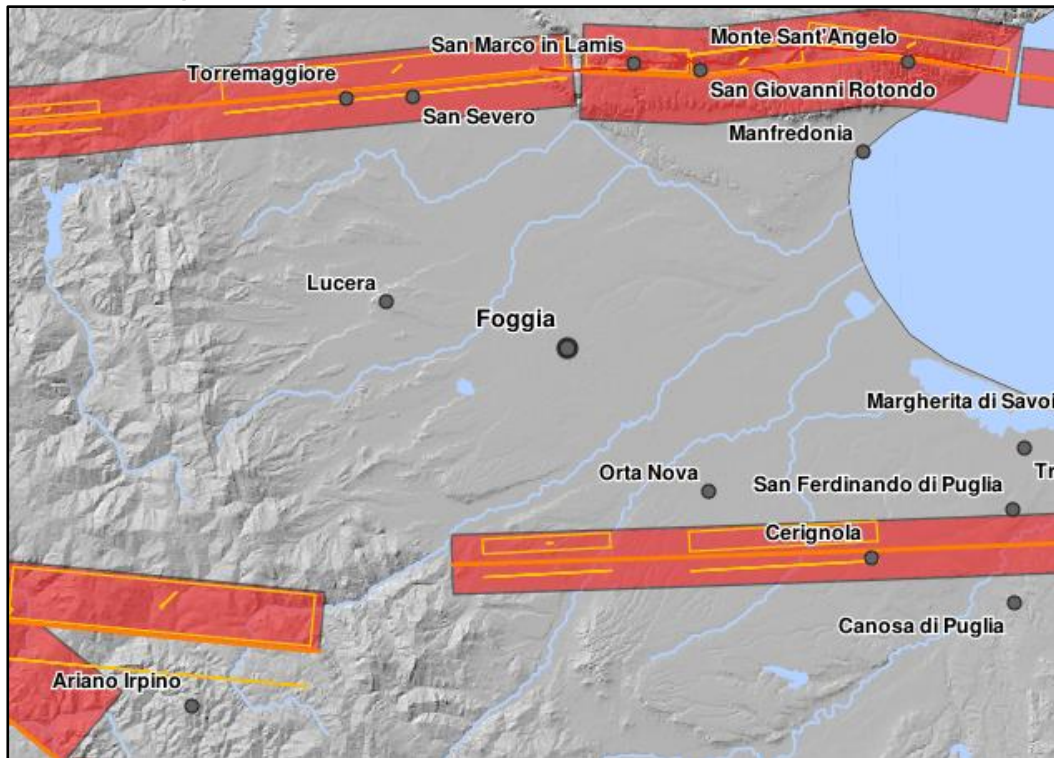 San Marco in Lamis
Monte Sant'Angelo
Torremaggiore
San Giovanni Rotondo
San Severo
Manfredonia
Lucera
Foggia
Margherita di Savoi
Orta Nova
Tr
San Ferdinando di Puglia
Cerignola
Canosa di Puglia
Ariano Irpino